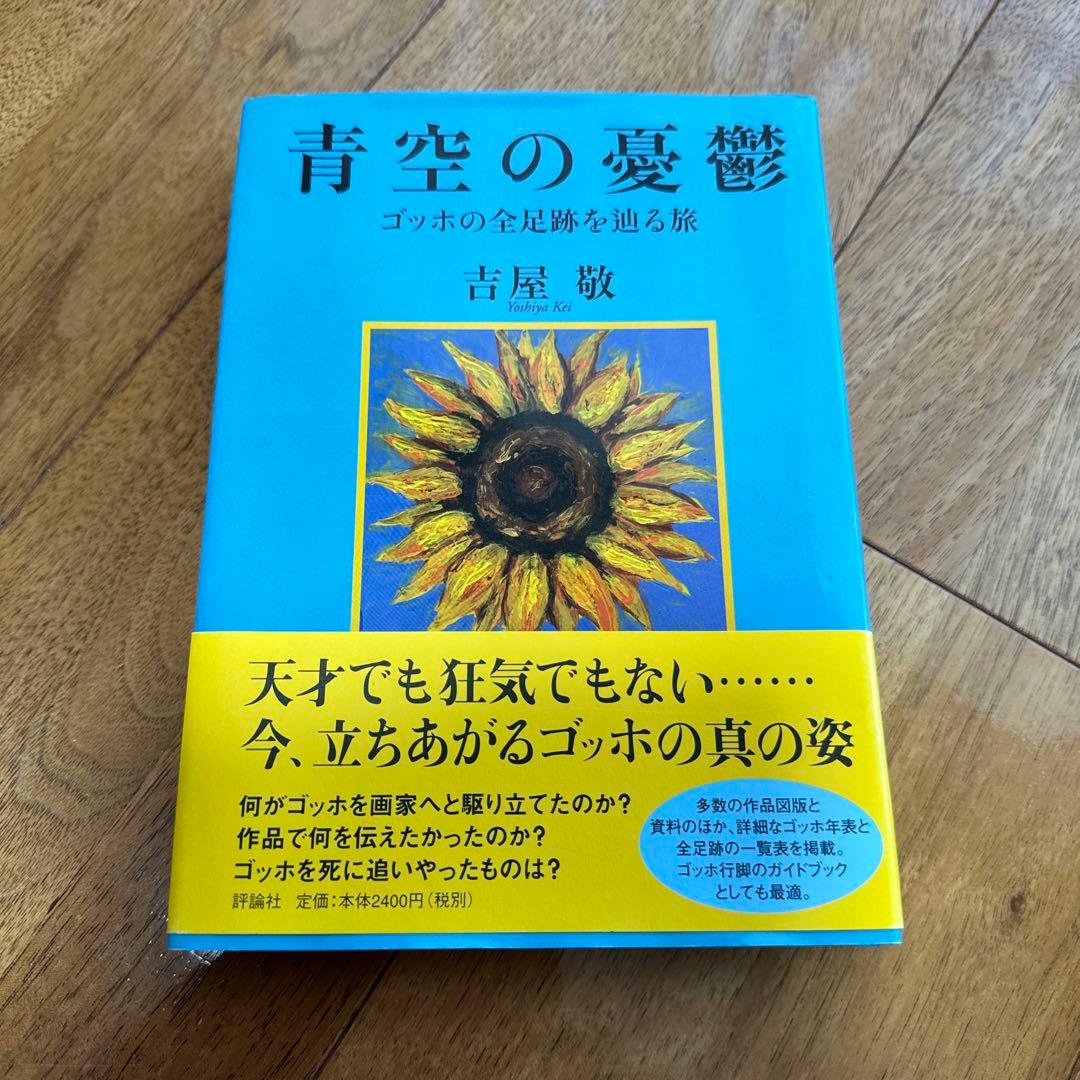 青空の憂鬱
ゴッホの全足跡を辿る旅
吉屋 敬
Yoshiya Kei
天才でも狂気でもない……
今、立ちあがるゴッホの真の姿
何がゴッホを画家へと駆り立てたのか?
作品で何を伝えたかったのか?
ゴッホを死に追いやったものは?
評論社 定価:本体2400円(税別)
多数の作品図版と
資料のほか、詳細なゴッホ年表と
全足跡の一覧表を掲載。
ゴッホ行脚のガイドブック
としても最適。